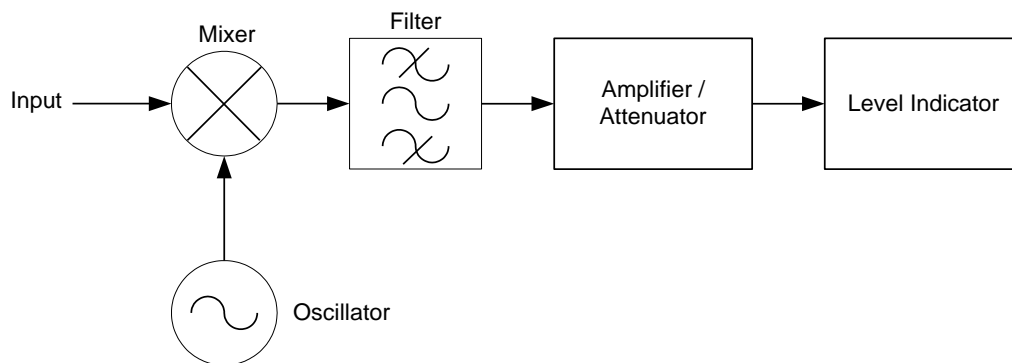 Mixer
Filter
Input
Amplifier /
Attenuator
Level Indicator
Oscillator